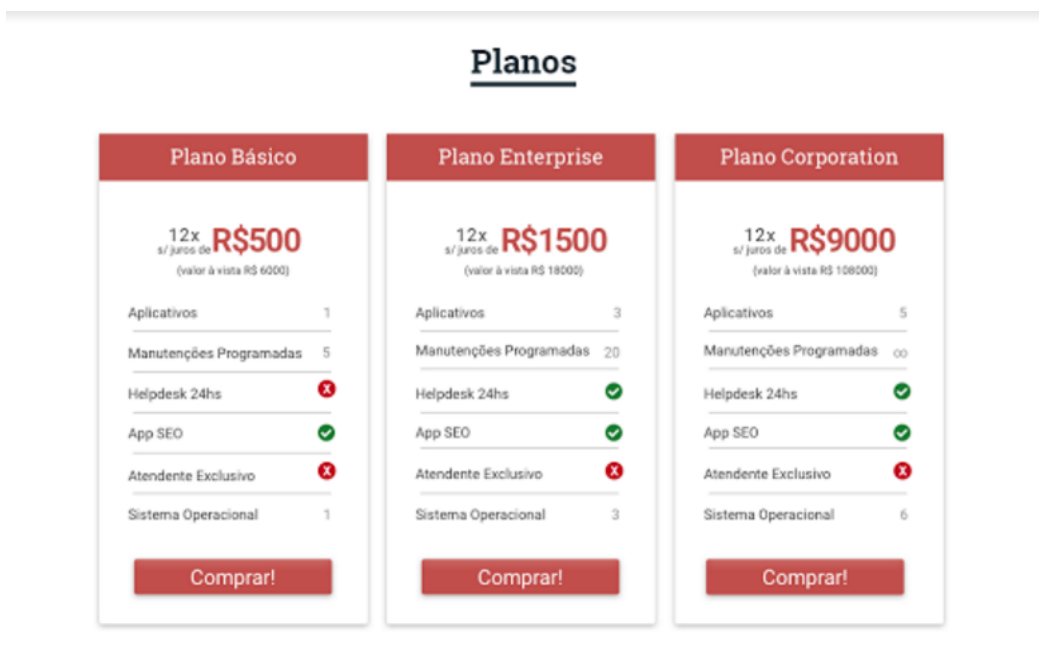 Planos
Plano Básico
12x
s/ juros de R$500
(valor à vista R$ 6000)
Aplicativos 1
Manutenções Programadas 5
Helpdesk 24hs
App SEO
Atendente Exclusivo
Sistema Operacional 1
Comprar!
Plano Enterprise
12x
s/ juros de R$1500
(valor à vista R$ 18000)
Aplicativos 3
Manutenções Programadas 20
Helpdesk 24hs
App SEO
Atendente Exclusivo
Sistema Operacional 3
Comprar!
Plano Corporation
12x
s/ juros de R$9000
(valor à vista R$ 108000)
Aplicativos 5
Manutenções Programadas ∞
Helpdesk 24hs
App SEO
Atendente Exclusivo
Sistema Operacional 6
Comprar!